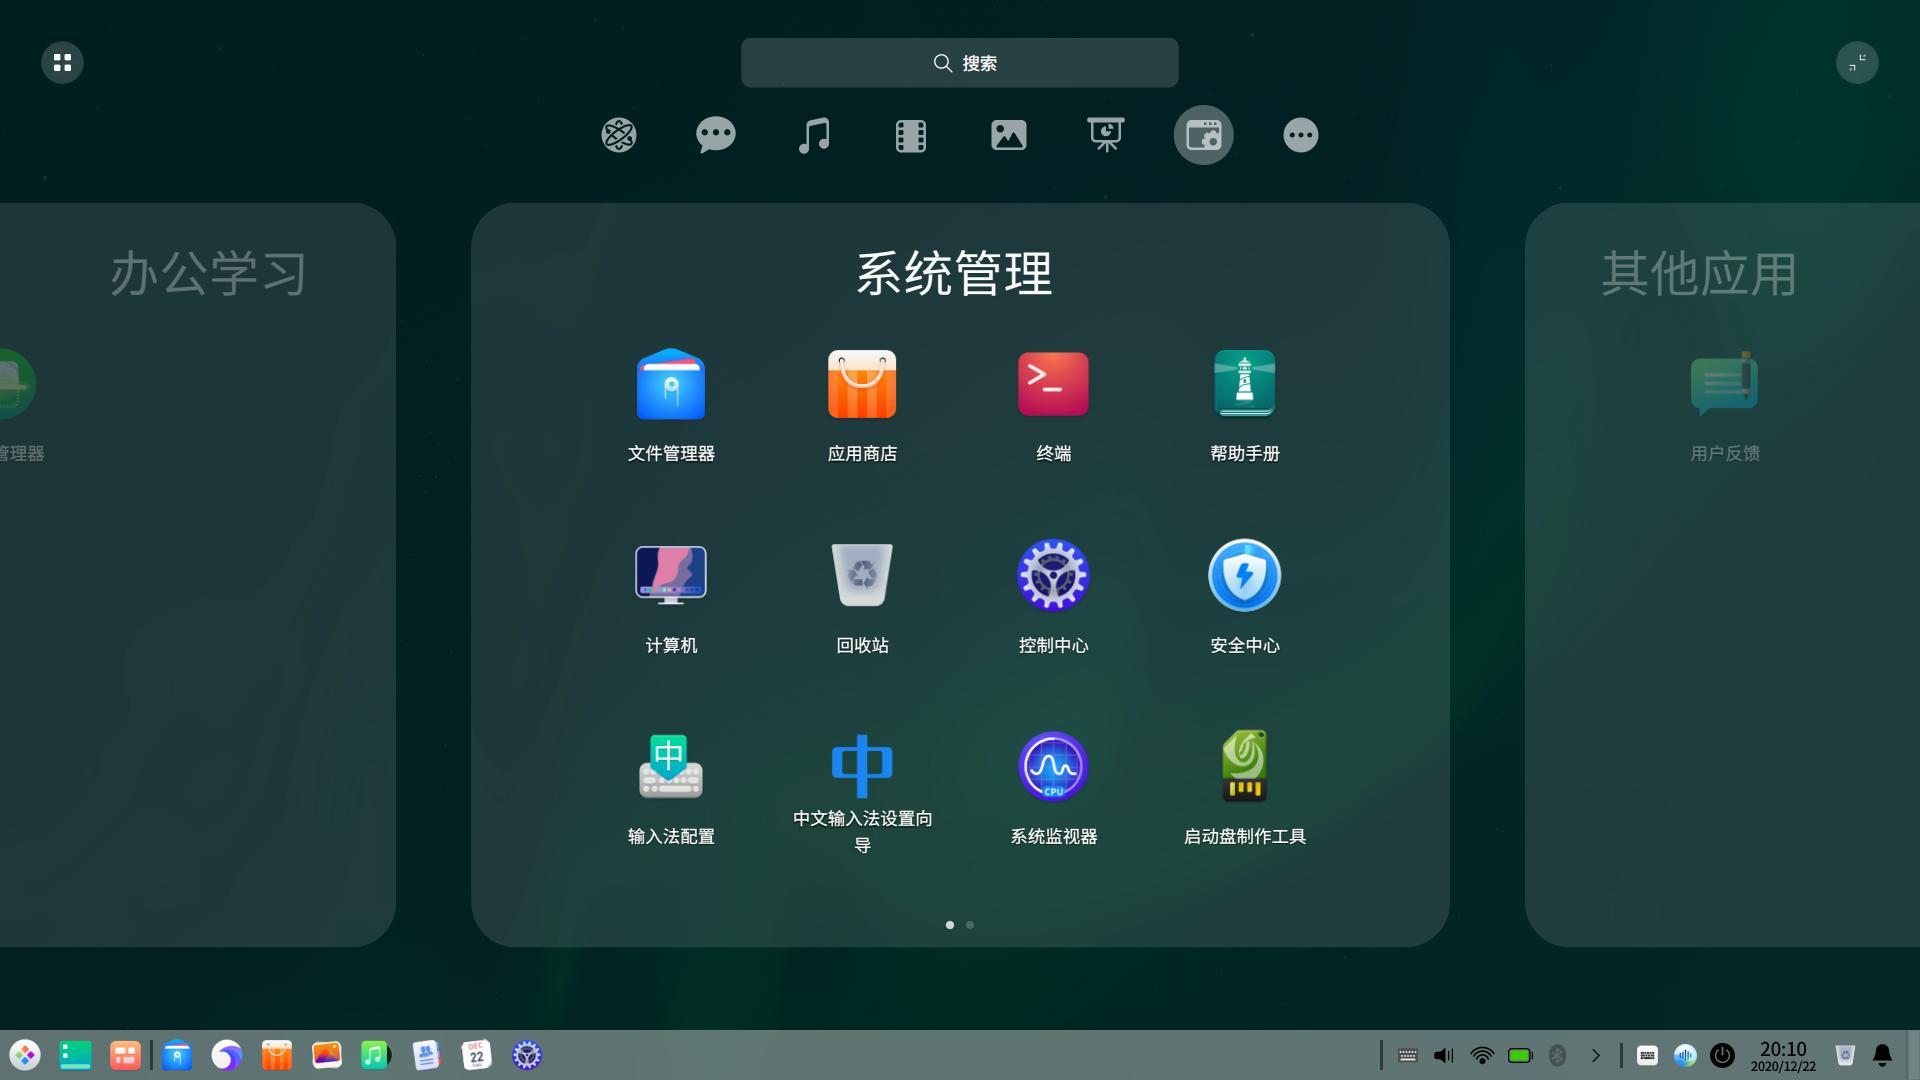 搜索
办公学习
系统管理
其他应用
管理器
文件管理器
应用商店
终端
帮助手册
用户反馈
计算机
回收站
控制中心
安全中心
中
输入法配置
中文输入法设置向
导
CPU
系统监视器
启动盘制作工具
DEC
22
20:10
2020/12/22